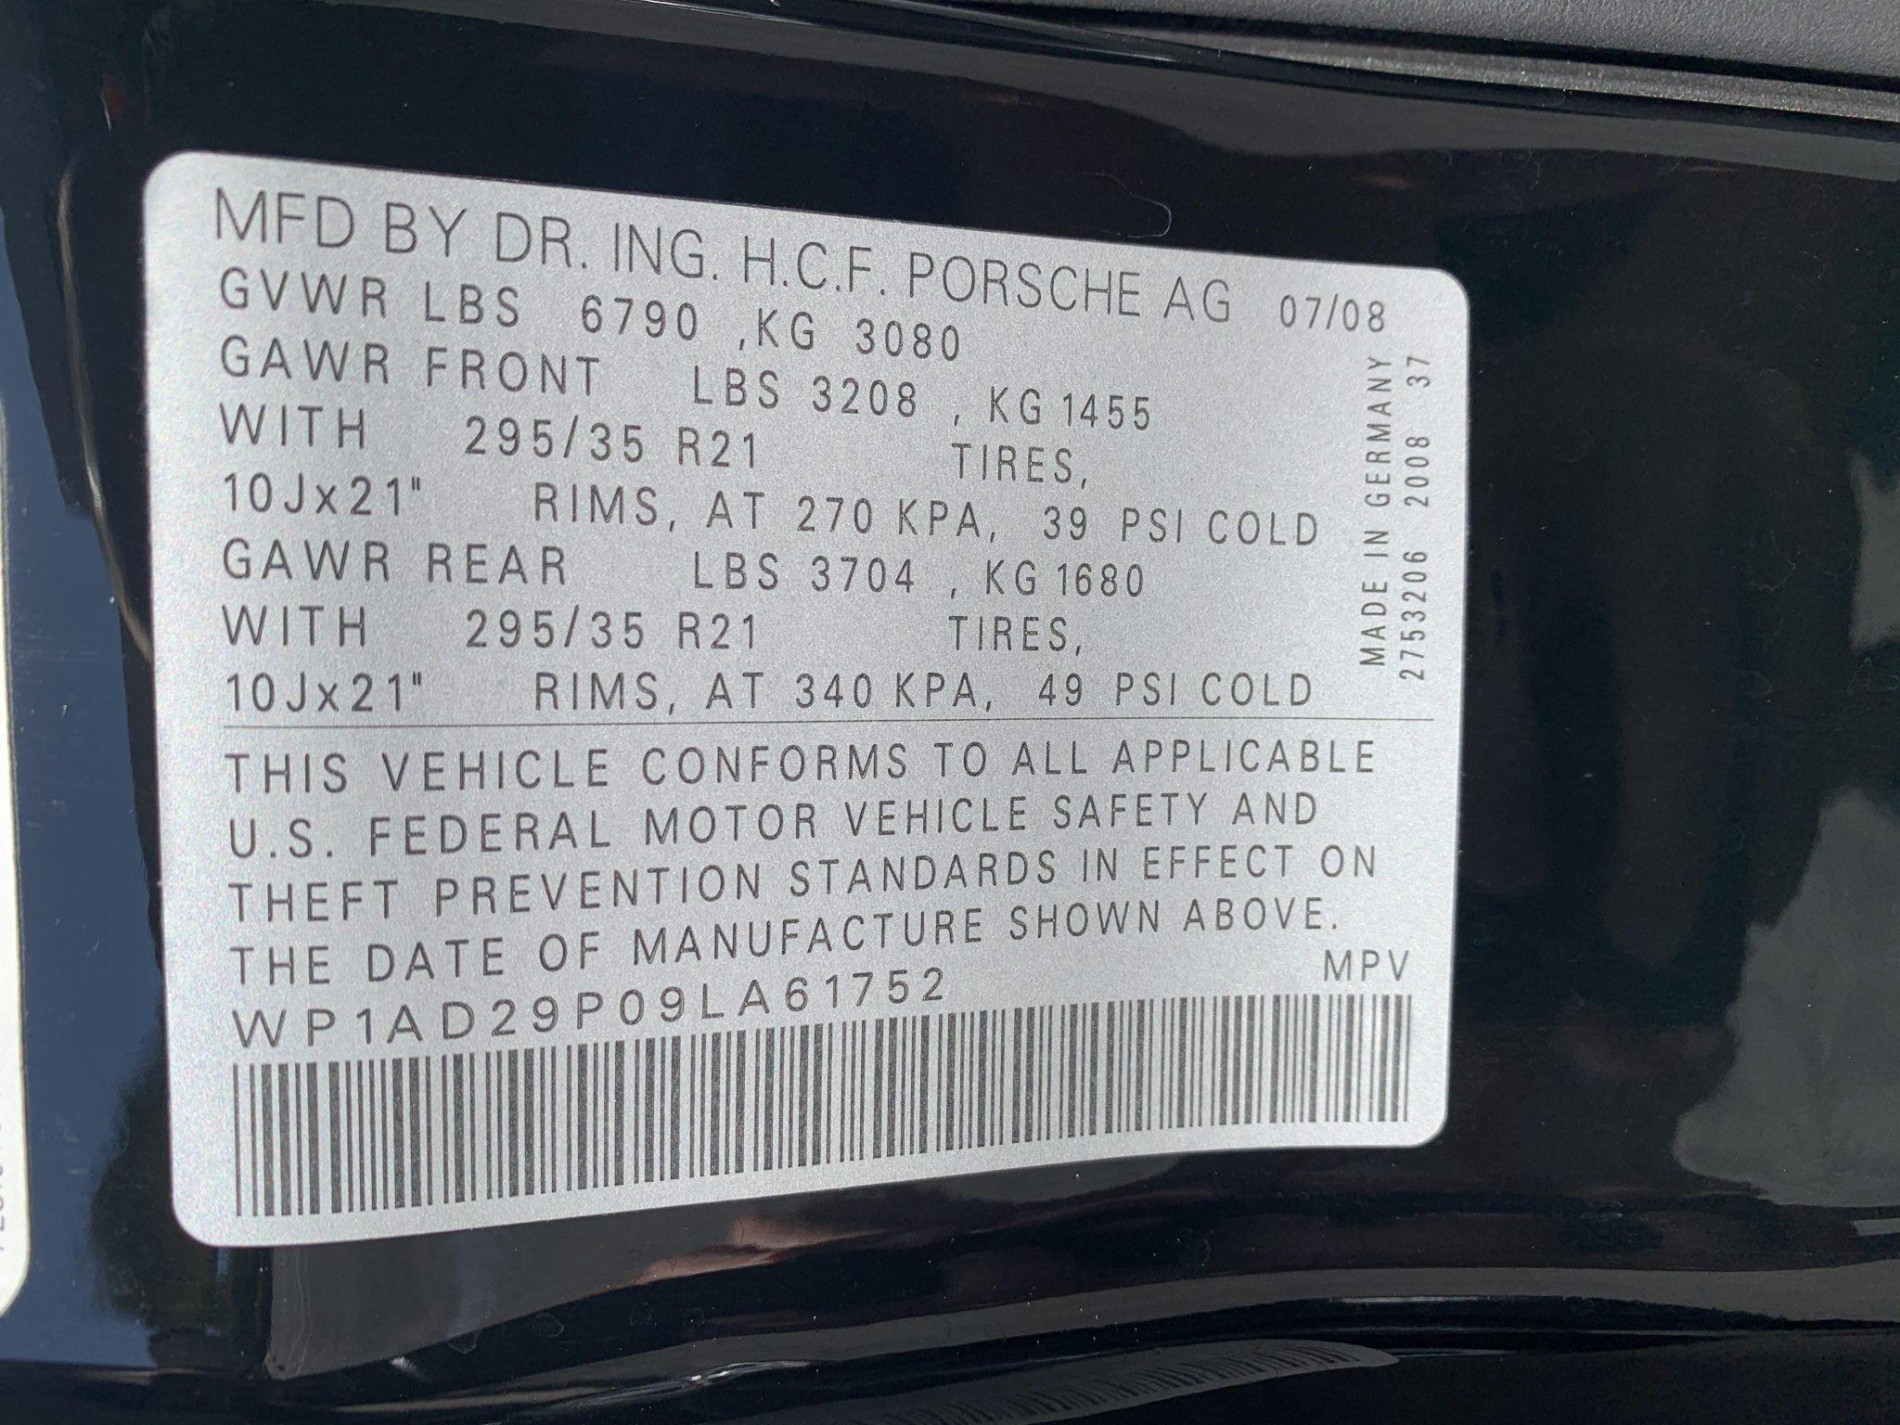 MFD BY DR. ING. H.C.F. PORSCHE AG 07/08
GVWR LBS 6790 ,KG 3080
GAWR FRONT LBS 3208 , KG 1455
WITH 295/35 R21 TIRES,
10Jx21" RIMS, AT 270 KPA, 39 PSI COLD
GAWR REAR LBS 3704 , KG 1680
WITH 295/35 R21 TIRES,
10Jx21" RIMS, AT 340 KPA, 49 PSI COLD
MADE IN GERMANY
2753206 2008 37
THIS VEHICLE CONFORMS TO ALL APPLICABLE
U.S. FEDERAL MOTOR VEHICLE SAFETY AND
THEFT PREVENTION STANDARDS IN EFFECT ON
THE DATE OF MANUFACTURE SHOWN ABOVE.
WP1AD29P09LA61752 MPV